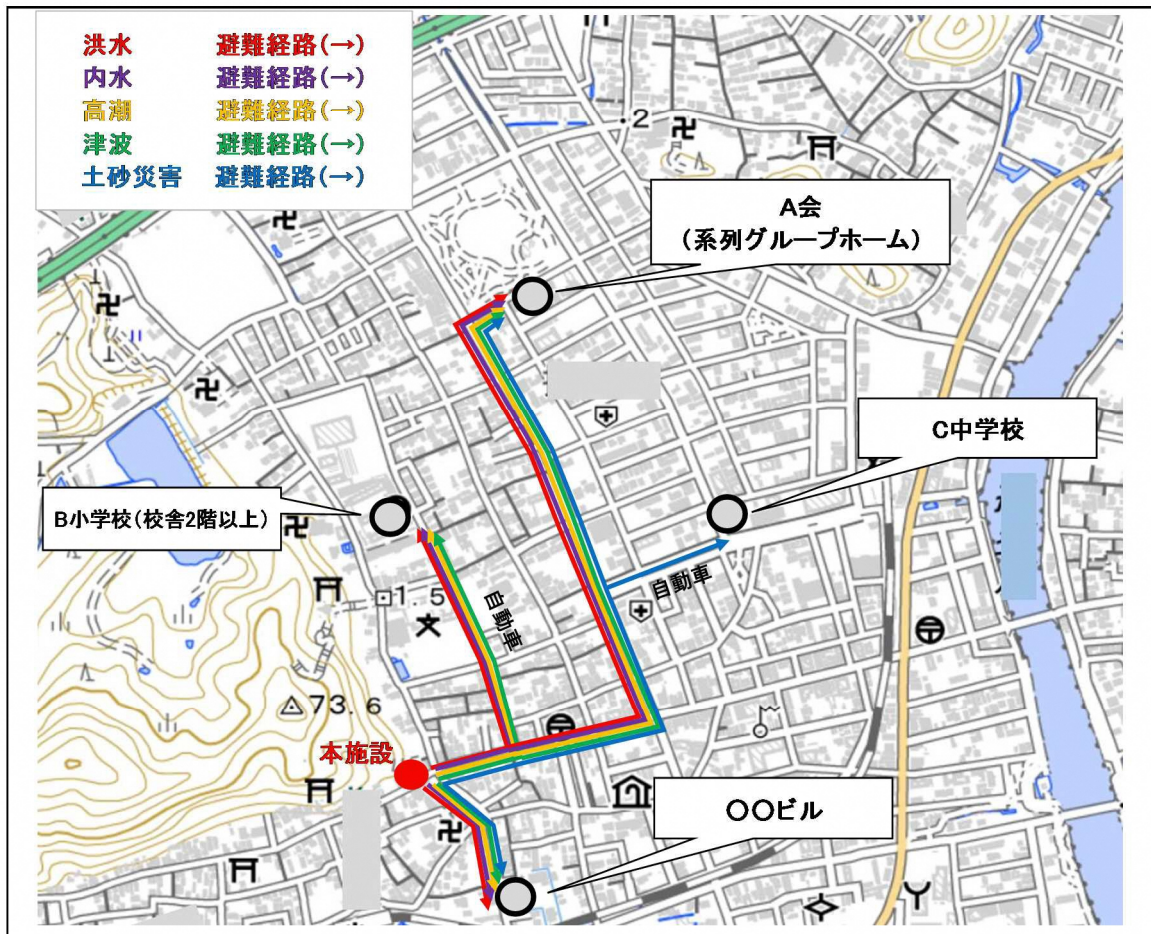 洪水 避難経路(→)
内水 避難経路(→)
高潮 避難経路(→)
津波 避難経路(→)
土砂災害 避難経路(→)
・2
A会
(系列グループホーム)
C中学校
B小学校(校舎2階以上)
自動車
1.5
自動車
73.6
本施設
〇〇ビル